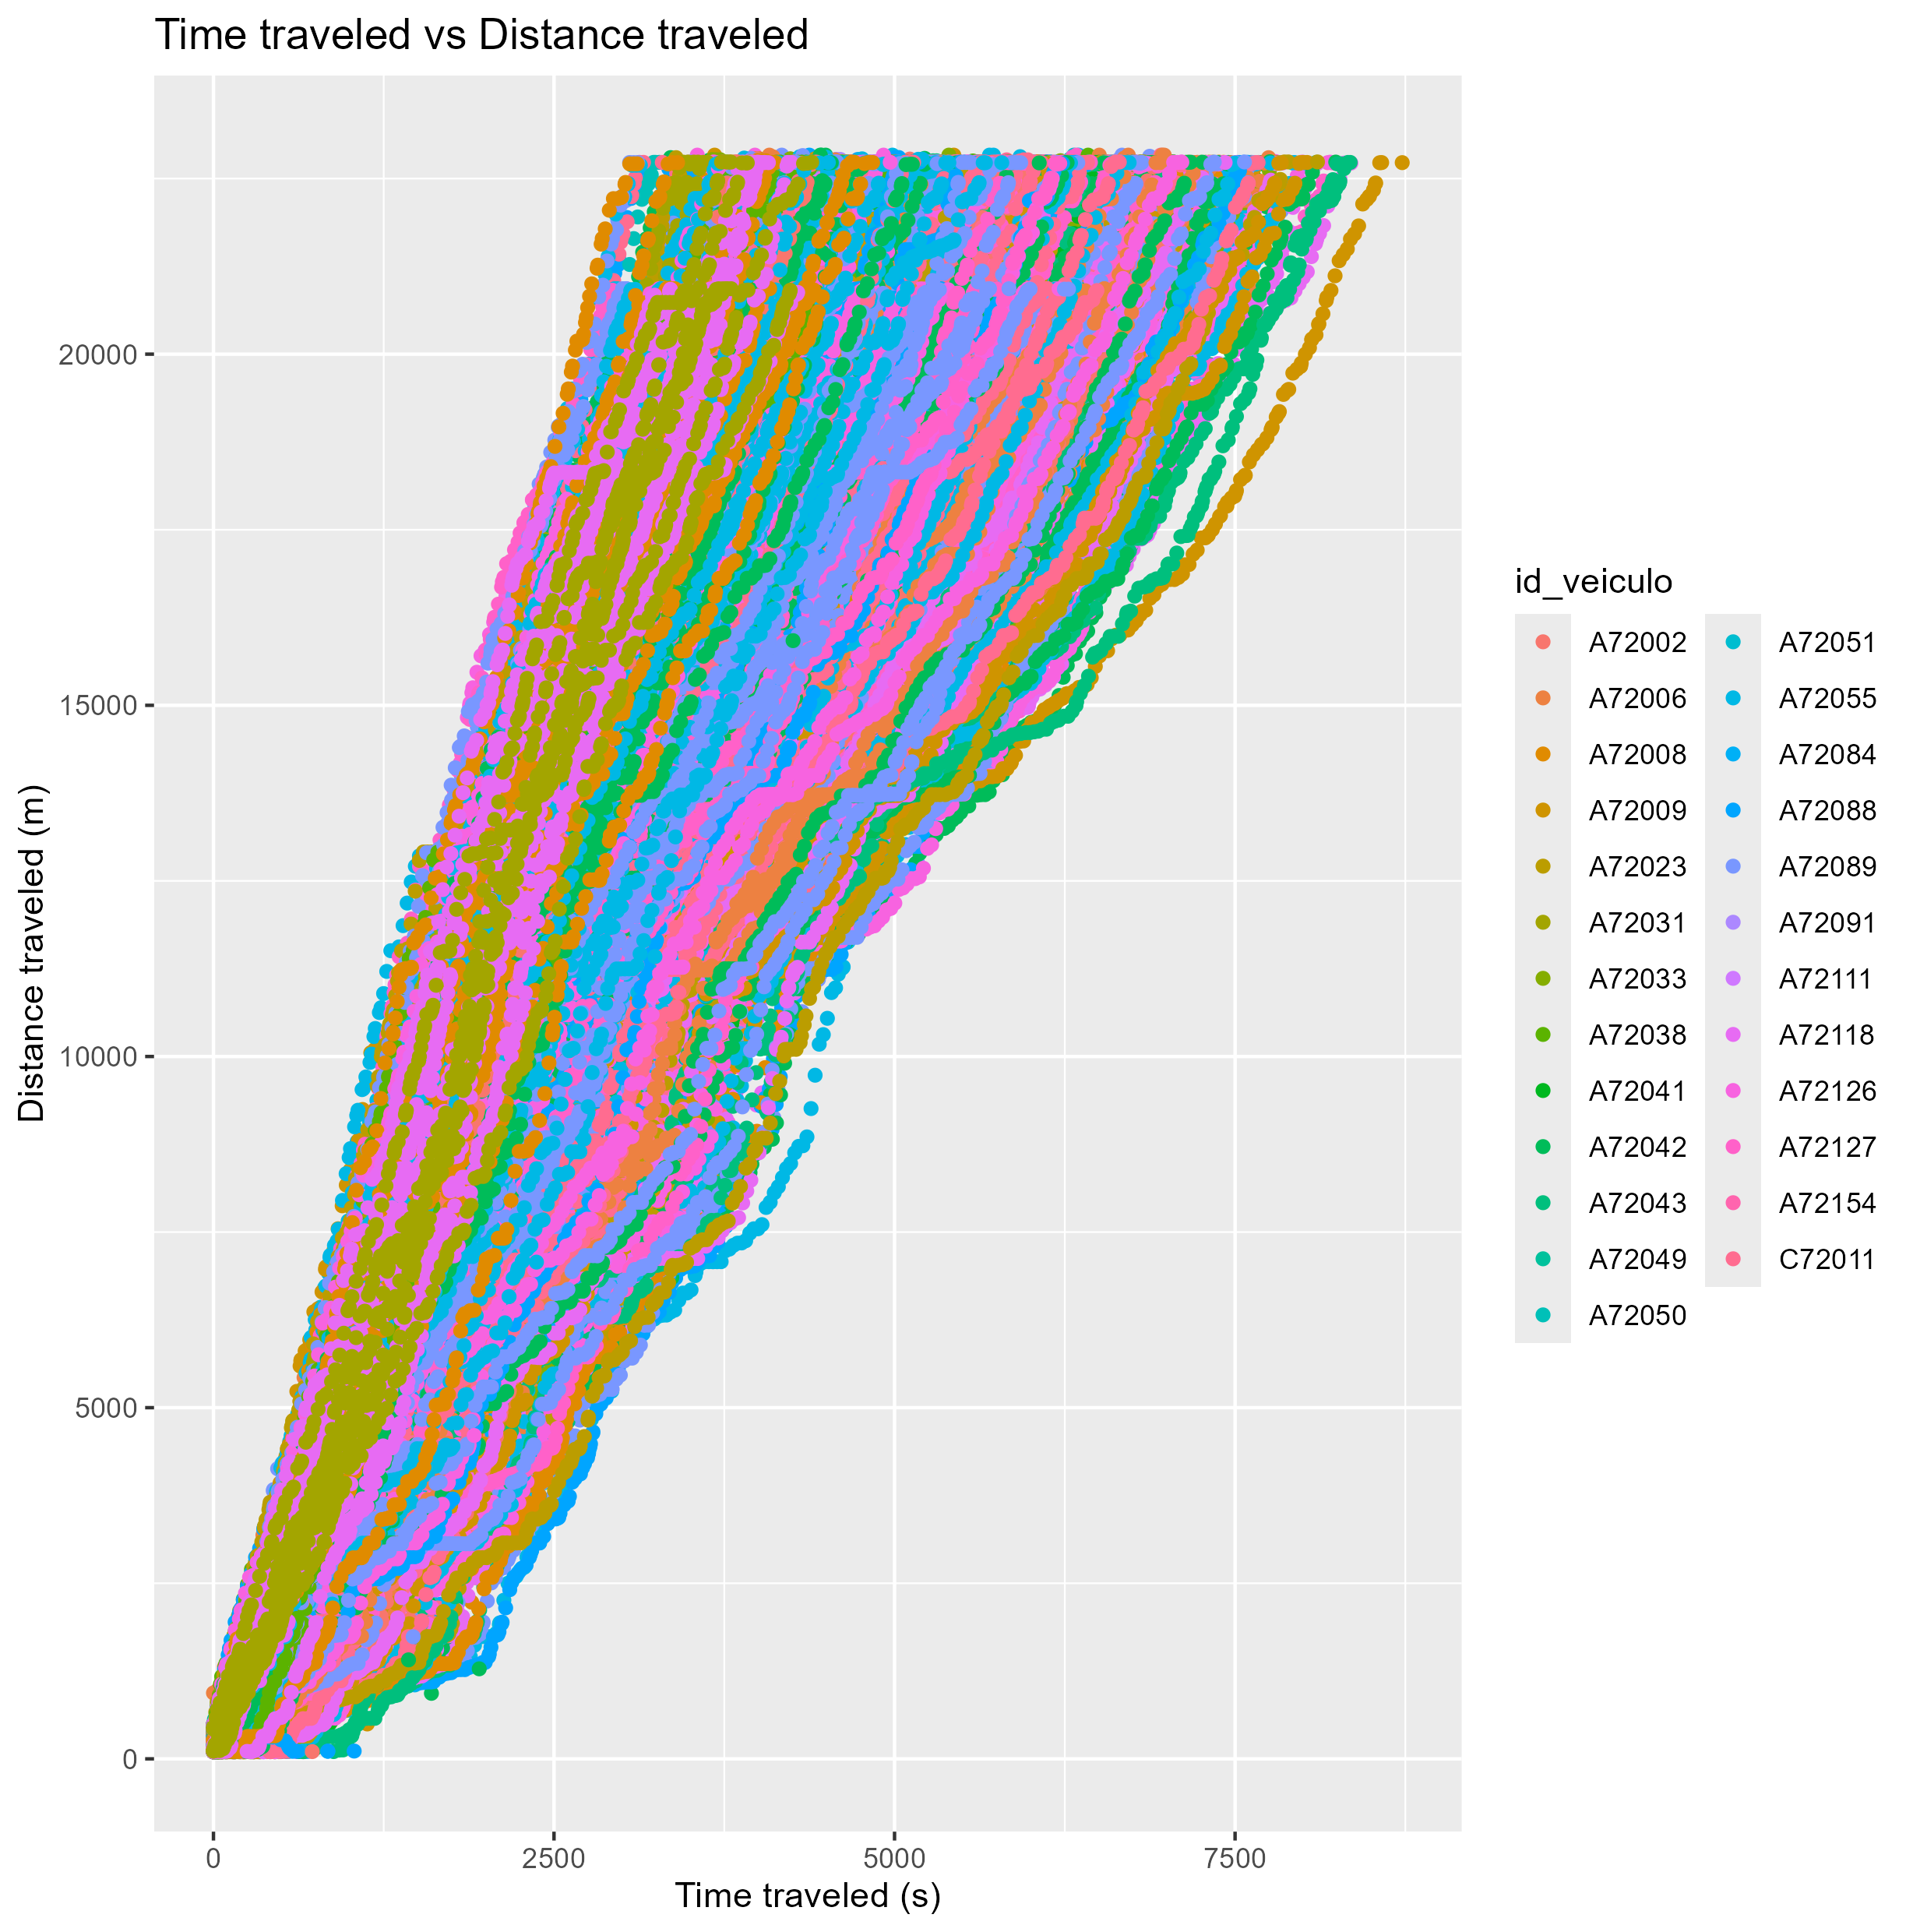 Time traveled vs Distance traveled
20000
15000
10000
5000
0
Distance traveled (m)
0 2500 5000 7500
Time traveled (s)
id_veiculo
A72002 A72051
A72006 A72055
A72008 A72084
A72009 A72088
A72023 A72089
A72031 A72091
A72033 A72111
A72038 A72118
A72041 A72126
A72042 A72127
A72043 A72154
A72049 C72011
A72050